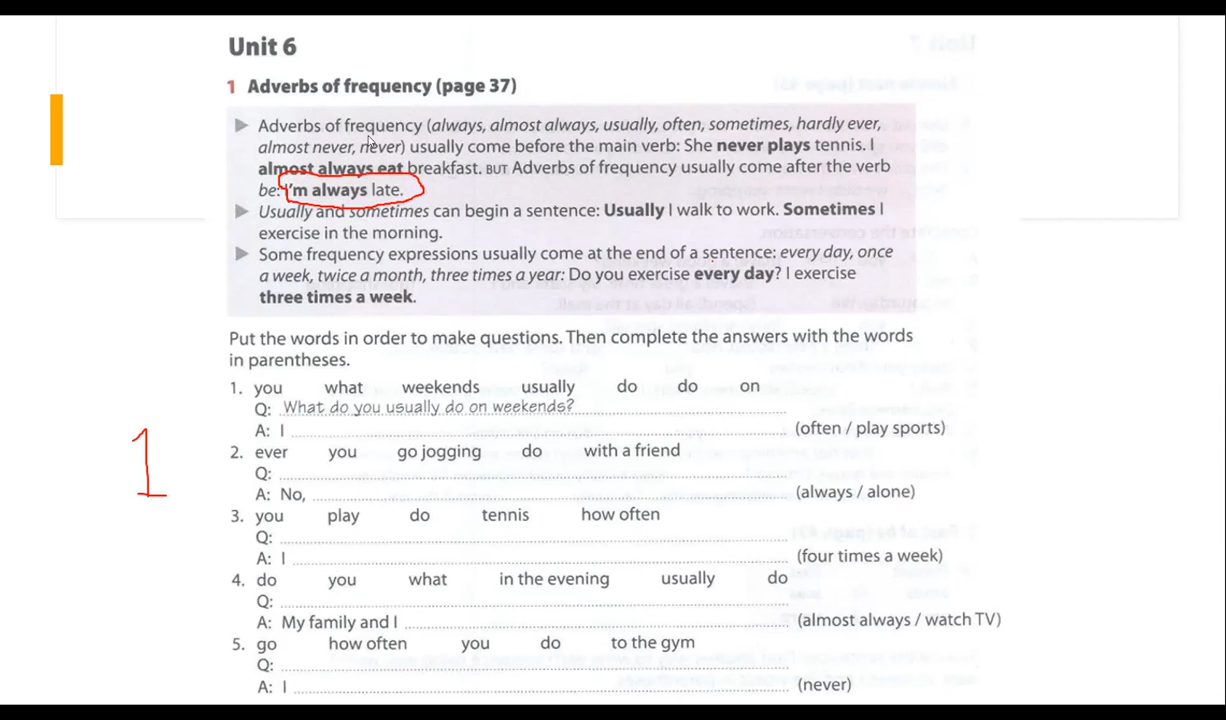 Unit 6
1 Adverbs of frequency (page 37)
▶ Adverbs of frequency (always, almost always, usually, often, sometimes, hardly ever,
almost never, never) usually come before the main verb: She never plays tennis. I
almost always eat breakfast. BUT Adverbs of frequency usually come after the verb
be: I'm always late.
▶ Usually and sometimes can begin a sentence: Usually I walk to work. Sometimes I
exercise in the morning.
▶ Some frequency expressions usually come at the end of a sentence: every day, once
a week, twice a month, three times a year: Do you exercise every day? I exercise
three times a week.
Put the words in order to make questions. Then complete the answers with the words
in parentheses.
1. you what weekends usually do do on
Q: What do you usually do on weekends?
A: I (often / play sports)
1
2. ever you go jogging do with a friend
Q:
A: No, (always / alone)
3. you play do tennis how often
Q:
A: I (four times a week)
4. do you what in the evening usually do
Q:
A: My family and I (almost always / watch TV)
5. go how often you do to the gym
Q:
A: I (never)